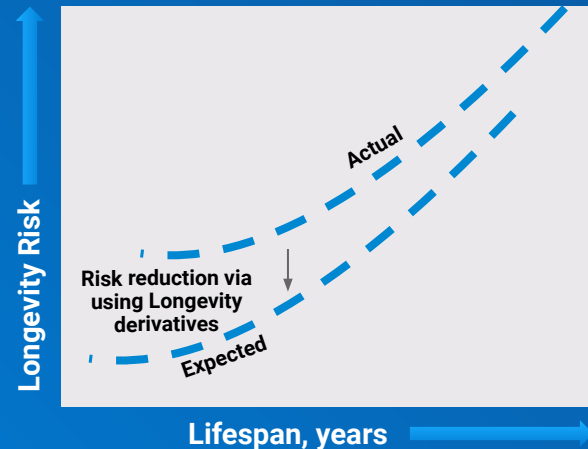 Longevity Risk
Actual
Risk reduction via
using Longevity
derivatives
Expected
Lifespan, years